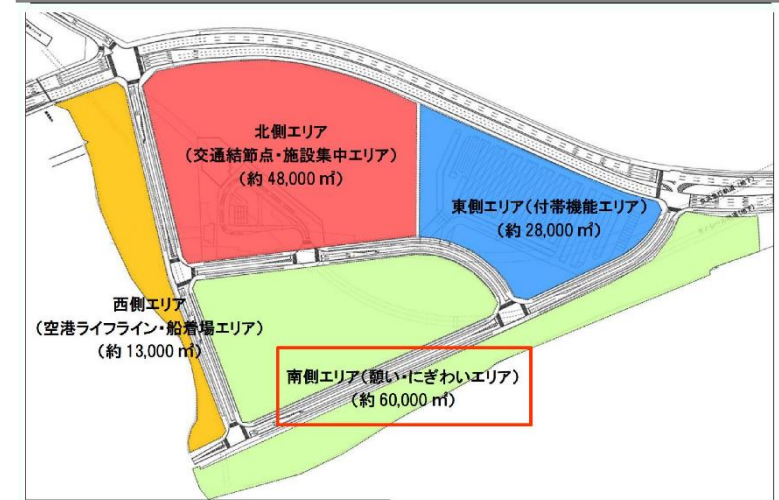 北側エリア
(交通結節点・施設集中エリア)
(約 48,000 ㎡)
東側エリア(付帯機能エリア)
(約 28,000 ㎡)
西側エリア
(空港ライフライン・船着場エリア)
(約 13,000 ㎡)
南側エリア(憩い・にぎわいエリア)
(約 60,000 ㎡)